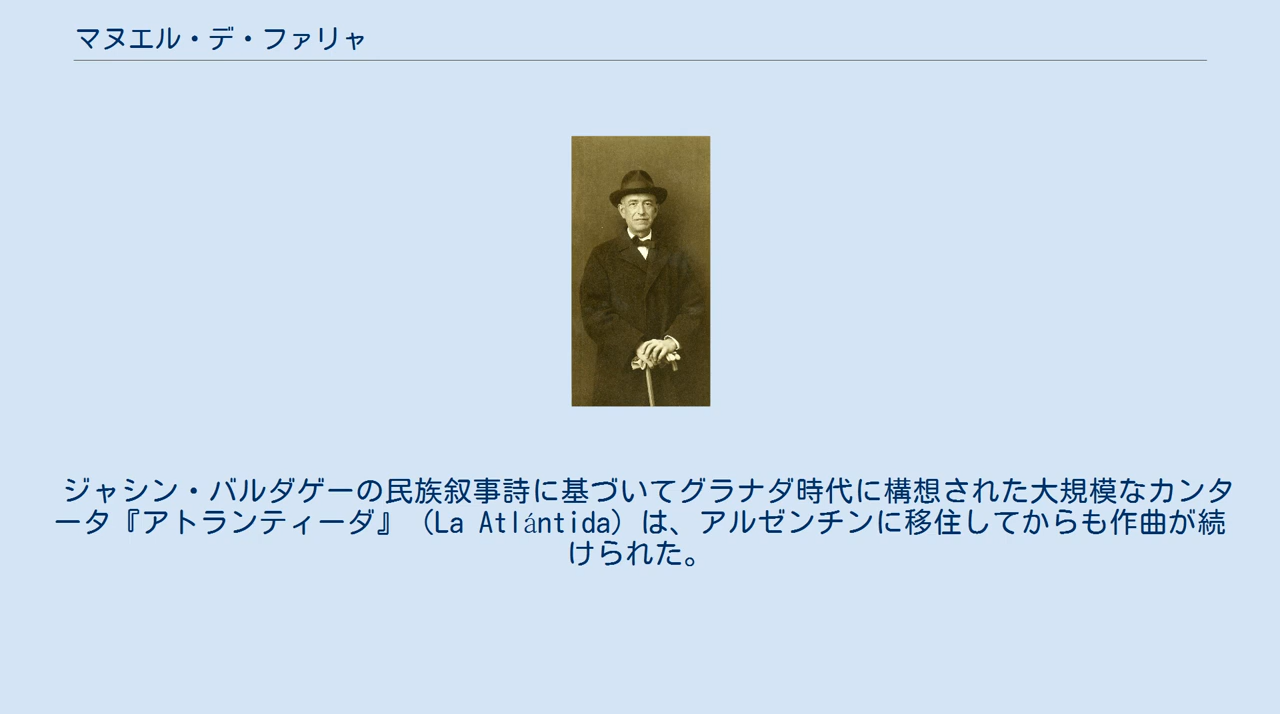 マヌエル・デ・ファリャ
ジャシン・バルダゲーの民族叙事詩に基づいてグラナダ時代に構想された大規模なカンタ
ータ『アトランティーダ』（La Atlántida）は、アルゼンチンに移住してからも作曲が続
けられた。